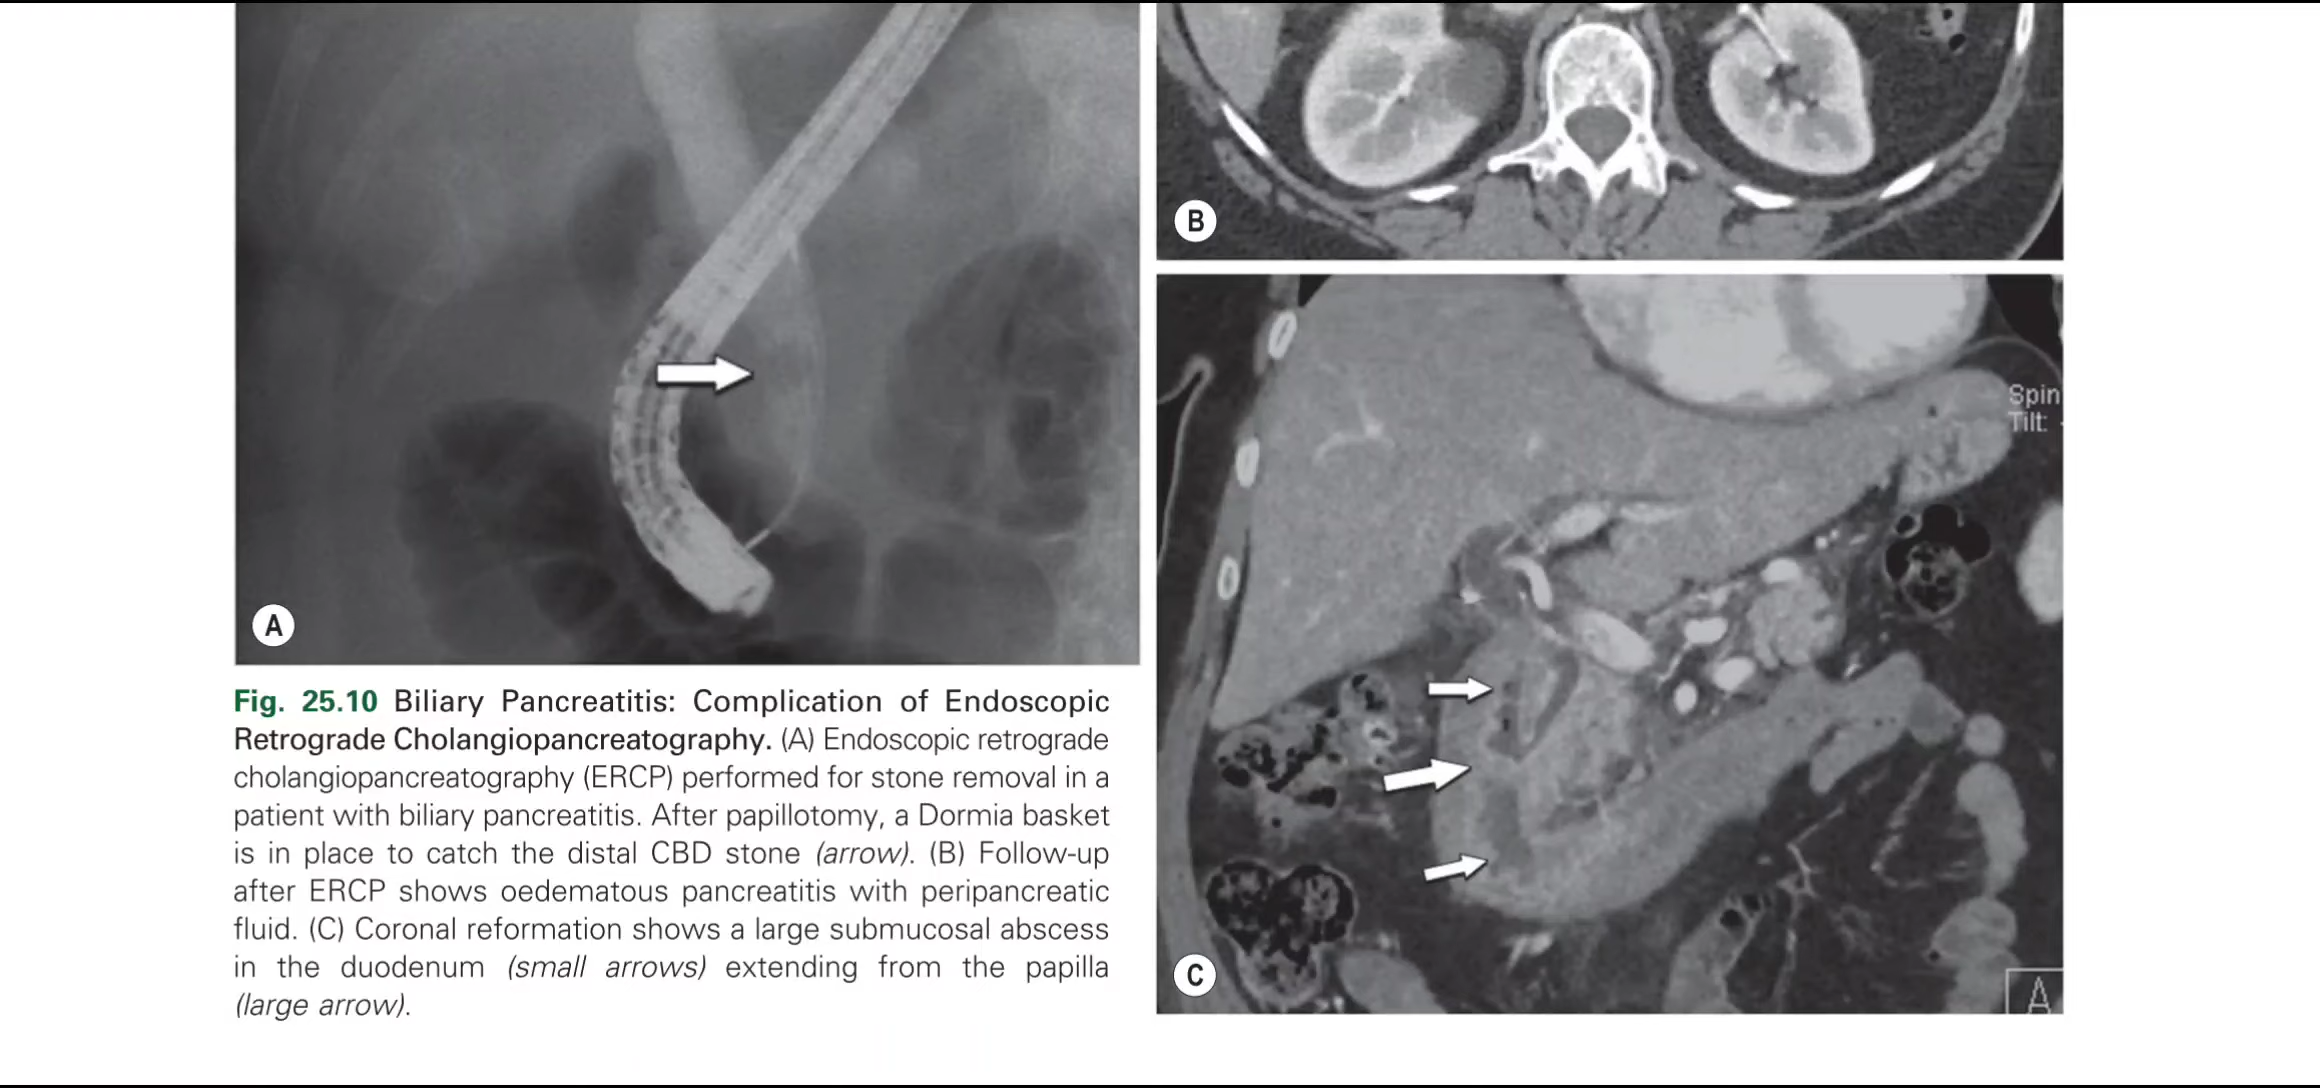 B
Spin
Tilt: -
A
Fig. 25.10 Biliary Pancreatitis: Complication of Endoscopic
Retrograde Cholangiopancreatography. (A) Endoscopic retrograde
cholangiopancreatography (ERCP) performed for stone removal in a
patient with biliary pancreatitis. After papillotomy, a Dormia basket
is in place to catch the distal CBD stone (arrow). (B) Follow-up
after ERCP shows oedematous pancreatitis with peripancreatic
fluid. (C) Coronal reformation shows a large submucosal abscess
in the duodenum (small arrows) extending from the papilla
(large arrow).
C
A